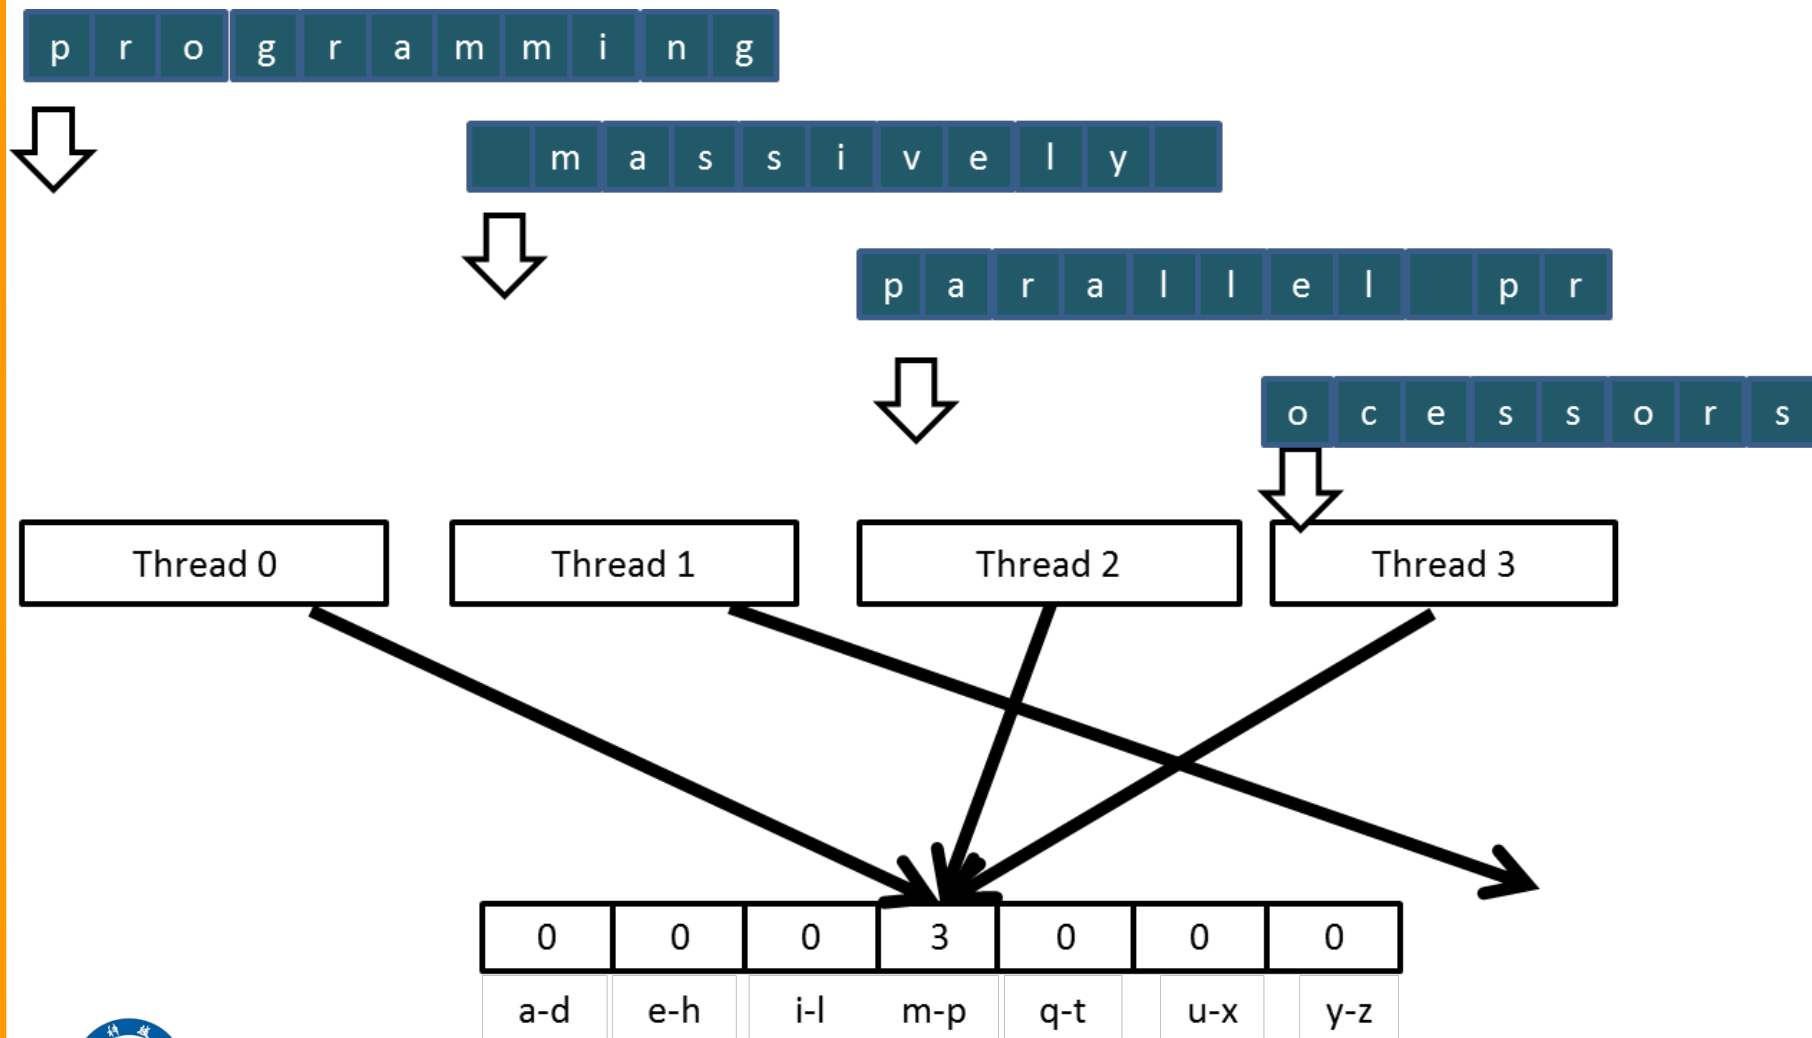 p r o g r a m m i n g
m a s s i v e l y
p a r a l l e l p r
o c e s s o r s
Thread 0 Thread 1 Thread 2 Thread 3
0 0 0 3 0 0 0
a-d e-h i-l m-p q-t u-x y-z